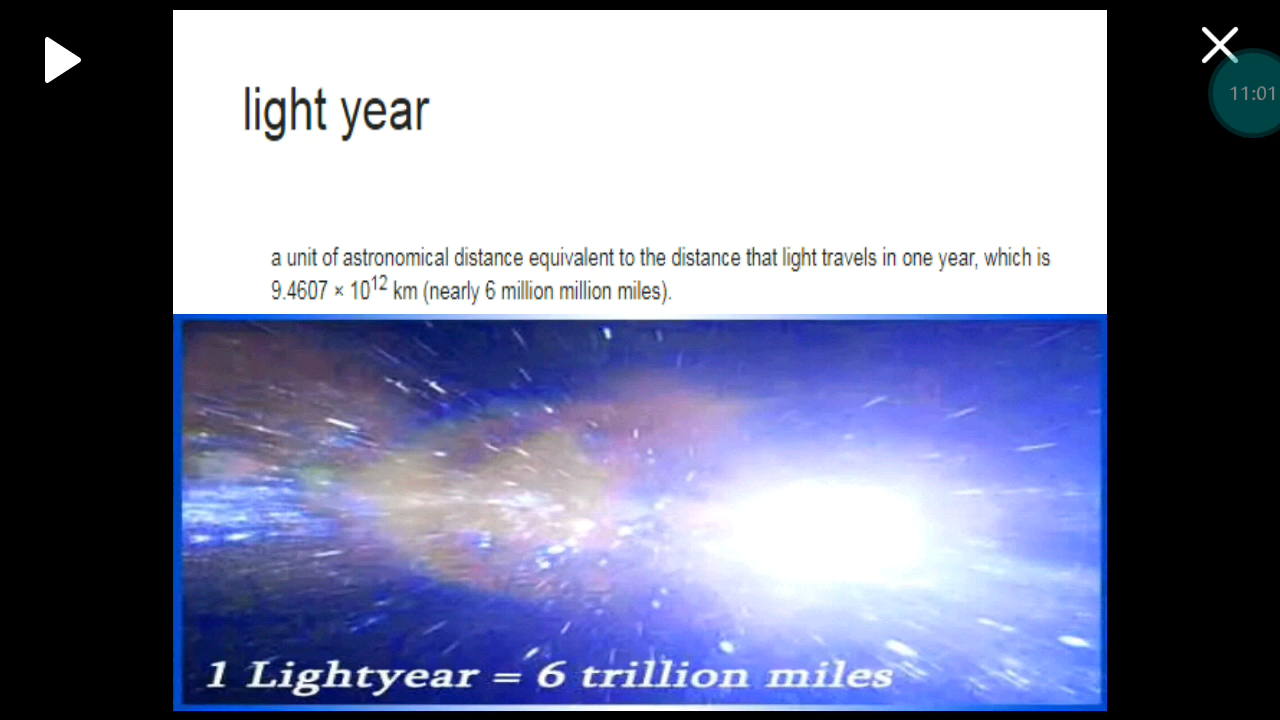 11:01
light year
a unit of astronomical distance equivalent to the distance that light travels in one year, which is
9.4607 × 10¹² km (nearly 6 million million miles).
1 Lightyear = 6 trillion miles